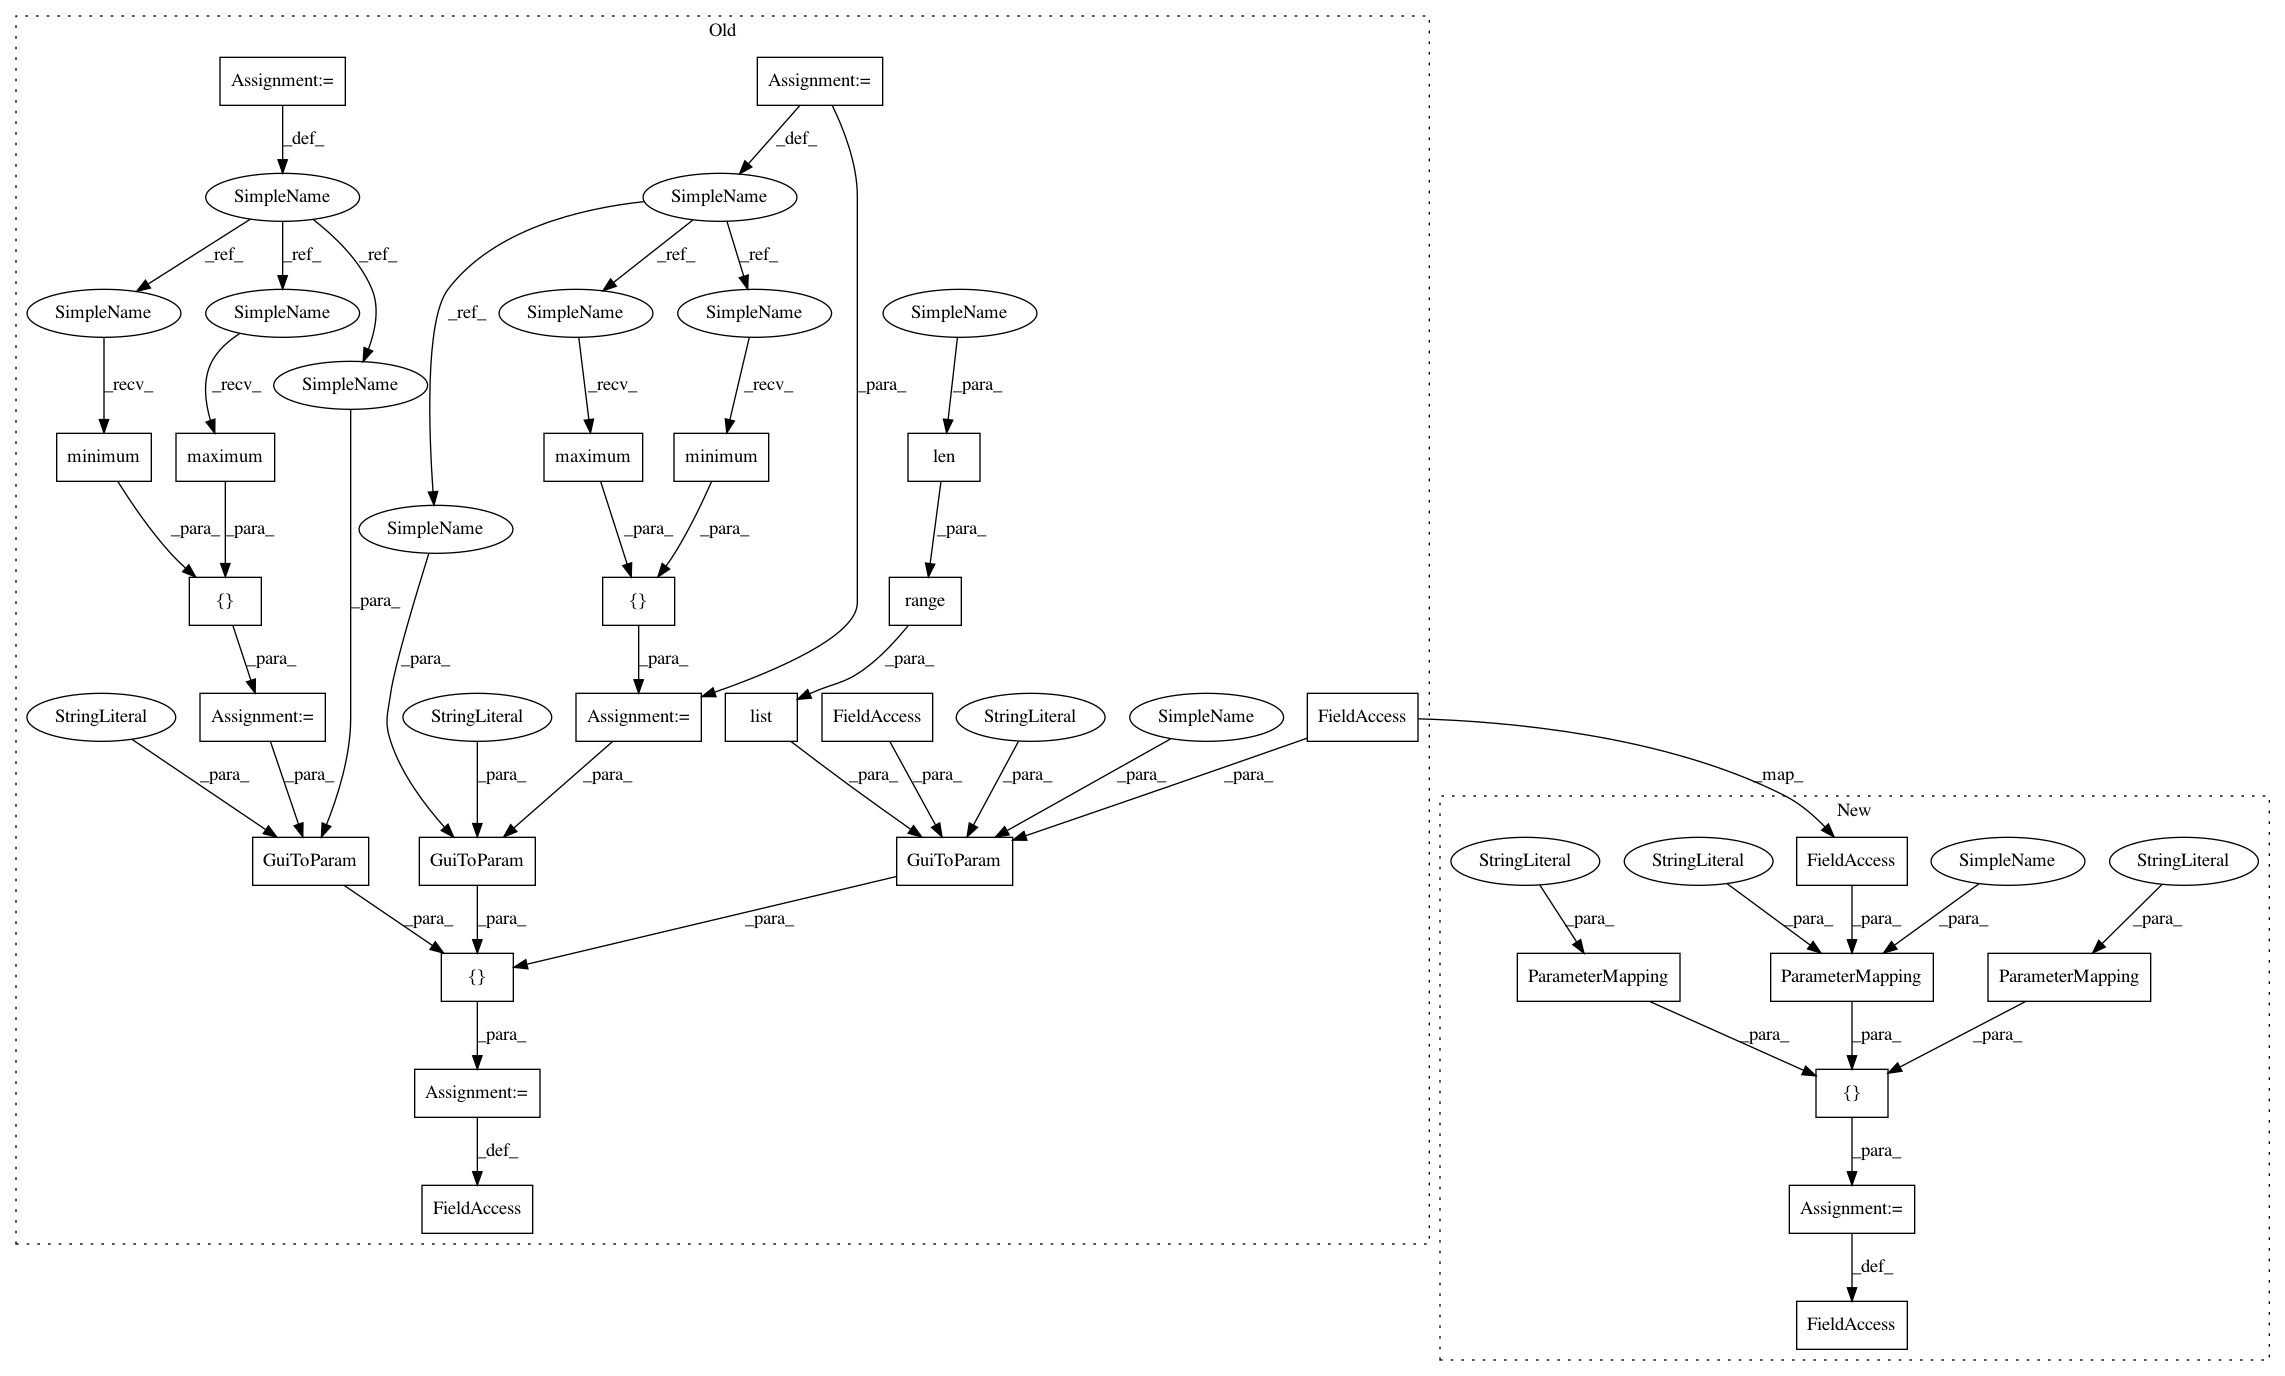 Old
Assignment:=
Assignment:=
_def_
_def_
SimpleName
SimpleName
_ref_
_ref_
_ref_
_ref_
_ref_
_ref_
SimpleName
SimpleName
SimpleName
SimpleName
SimpleName
SimpleName
_recv_
_recv_
_recv_
_recv_
_para_
_para_
minimum
maximum
maximum
minimum
len
_para_
_para_
_para_
_para_
_para_
SimpleName
{}
{}
range
_para_
_para_
_para_
_para_
_para_
StringLiteral
Assignment:=
StringLiteral
Assignment:=
list
FieldAccess
StringLiteral
SimpleName
FieldAccess
_para_
_para_
_para_
_para_
_para_
_para_
_para_
_para_
_para_
_map_
New
GuiToParam
GuiToParam
GuiToParam
StringLiteral
StringLiteral
FieldAccess
SimpleName
StringLiteral
_para_
_para_
_para_
_para_
_para_
_para_
_para_
_para_
{}
ParameterMapping
ParameterMapping
ParameterMapping
_para_
_para_
_para_
_para_
Assignment:=
{}
_def_
_para_
FieldAccess
Assignment:=
_def_
FieldAccess